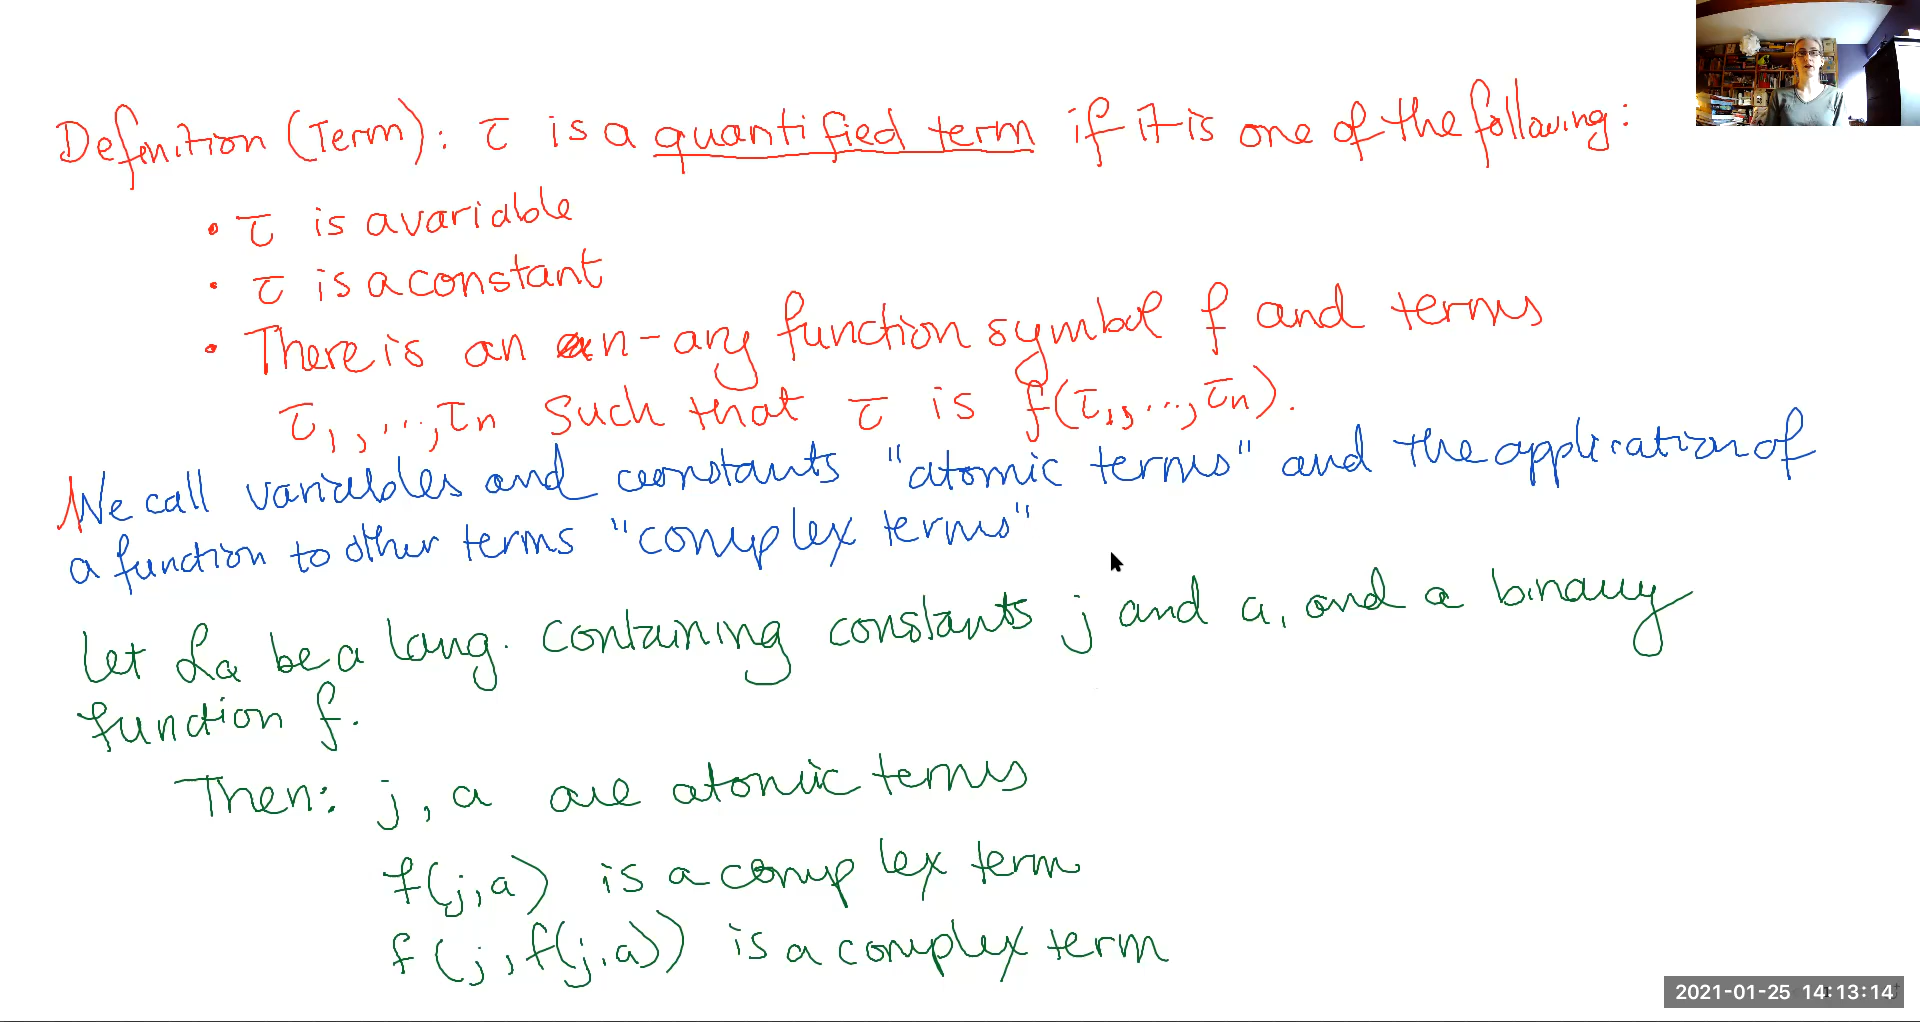 Definition (Term): τ is a quantified term if it is one of the following:
• τ is a variable
• τ is a constant
• There is an n-ary function symbol f and terms
τ₁,...,τn such that τ is f(τ₁,...,τn).
We call variables and constants "atomic terms" and the application of
a function to other terms "complex terms"
Let ℒQ be a lang. containing constants j and a, and a binary
function f.
Then: j, a are atomic terms
f(j,a) is a complex term
f(j,f(j,a)) is a complex term
2021-01-25 14:13:14